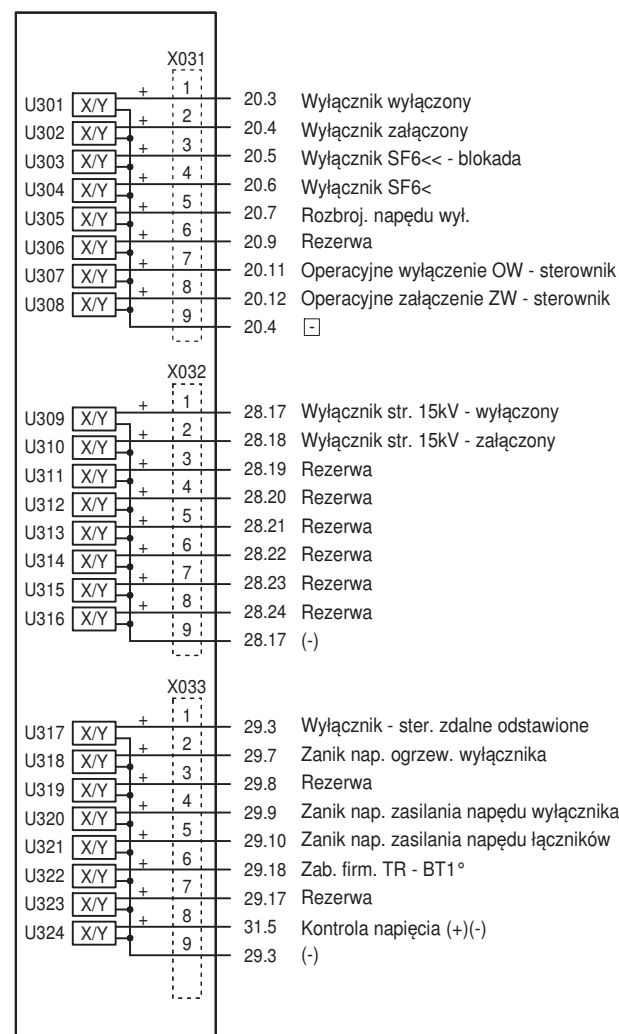 X031
U301 X/Y + 1 20.3 Wyłącznik wyłączony
U302 X/Y + 2 20.4 Wyłącznik załączony
U303 X/Y + 3 20.5 Wyłącznik SF6<< - blokada
U304 X/Y + 4 20.6 Wyłącznik SF6<
U305 X/Y + 5 20.7 Rozbroj. napędu wył.
U306 X/Y + 6 20.9 Rezerwa
U307 X/Y + 7 20.11 Operacyjne wyłączenie OW - sterownik
U308 X/Y + 8 20.12 Operacyjne załączenie ZW - sterownik
9 20.4 -
X032
U309 X/Y + 1 28.17 Wyłącznik str. 15kV - wyłączony
U310 X/Y + 2 28.18 Wyłącznik str. 15kV - załączony
U311 X/Y + 3 28.19 Rezerwa
U312 X/Y + 4 28.20 Rezerwa
U313 X/Y + 5 28.21 Rezerwa
U314 X/Y + 6 28.22 Rezerwa
U315 X/Y + 7 28.23 Rezerwa
U316 X/Y + 8 28.24 Rezerwa
9 28.17 (-)
X033
U317 X/Y + 1 29.3 Wyłącznik - ster. zdalne odstawione
U318 X/Y + 2 29.7 Zanik nap. ogrzew. wyłącznika
U319 X/Y + 3 29.8 Rezerwa
U320 X/Y + 4 29.9 Zanik nap. zasilania napędu wyłącznika
U321 X/Y + 5 29.10 Zanik nap. zasilania napędu łączników
U322 X/Y + 6 29.18 Zab. firm. TR - BT1°
U323 X/Y + 7 29.17 Rezerwa
U324 X/Y + 8 31.5 Kontrola napięcia (+)(-)
9 29.3 (-)